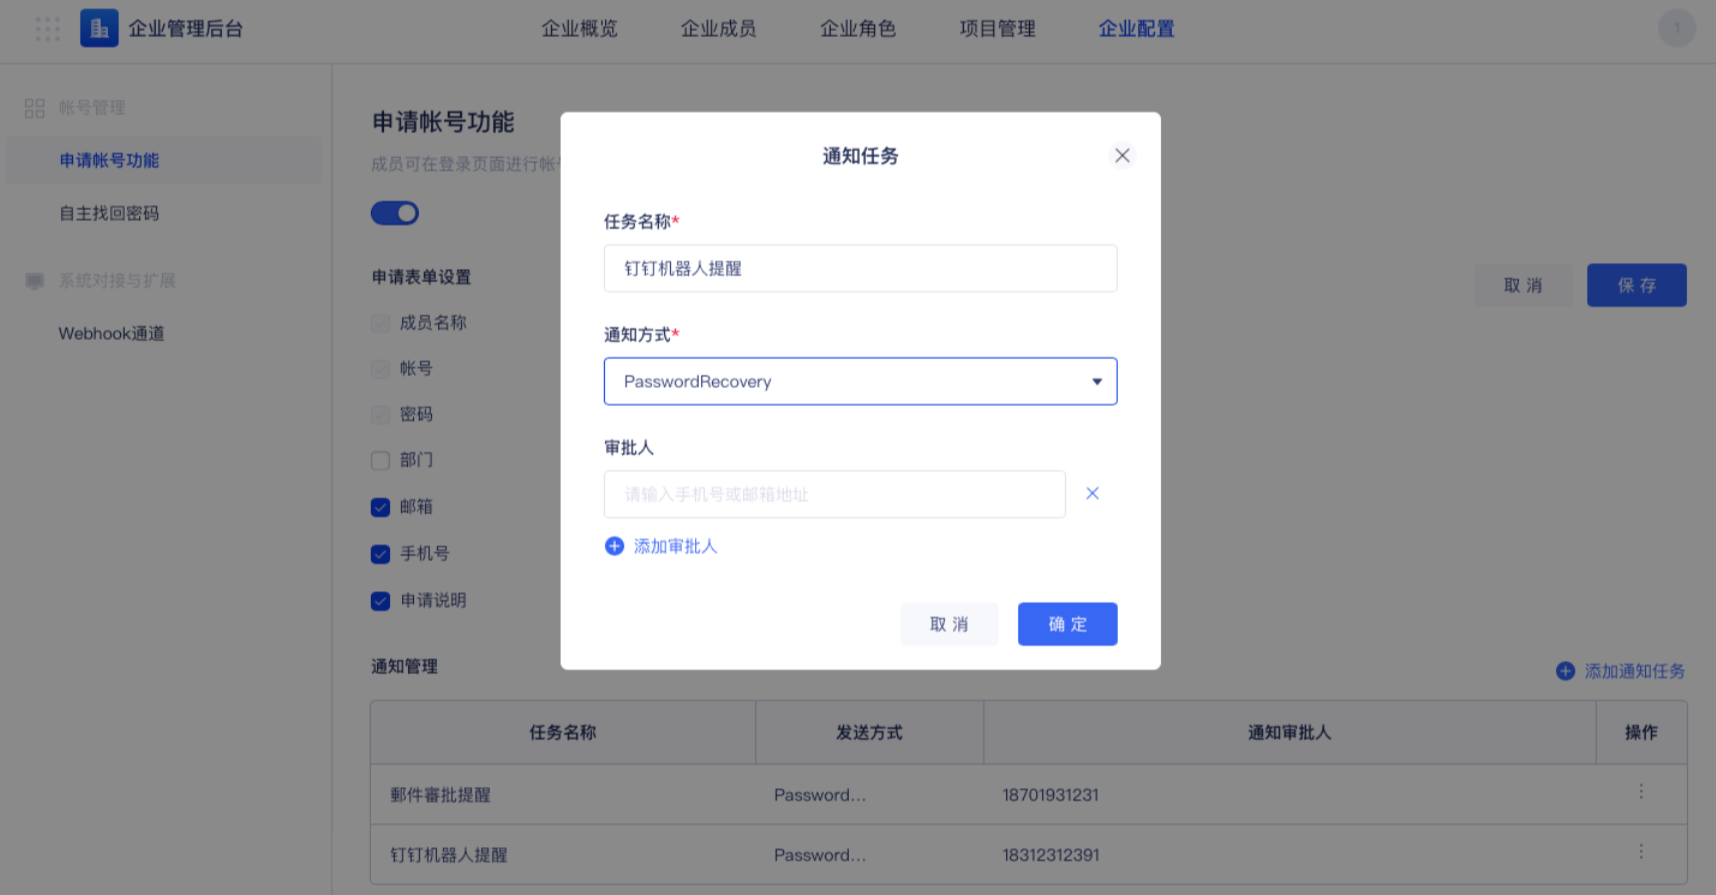 企业管理后台
企业概览
企业成员
企业角色
项目管理
企业配置
1
帐号管理
申请帐号功能
自主找回密码
系统对接与扩展
Webhook通道
申请帐号功能
成员可在登录页面进行帐
申请表单设置
成员名称
帐号
密码
部门
邮箱
手机号
申请说明
取 消
保 存
通知任务
任务名称*
钉钉机器人提醒
通知方式*
PasswordRecovery
审批人
请输入手机号或邮箱地址
添加审批人
取 消
确 定
通知管理
添加通知任务
任务名称
发送方式
通知审批人
操作
郵件審批提醒
Password...
18701931231
钉钉机器人提醒
Password...
18312312391